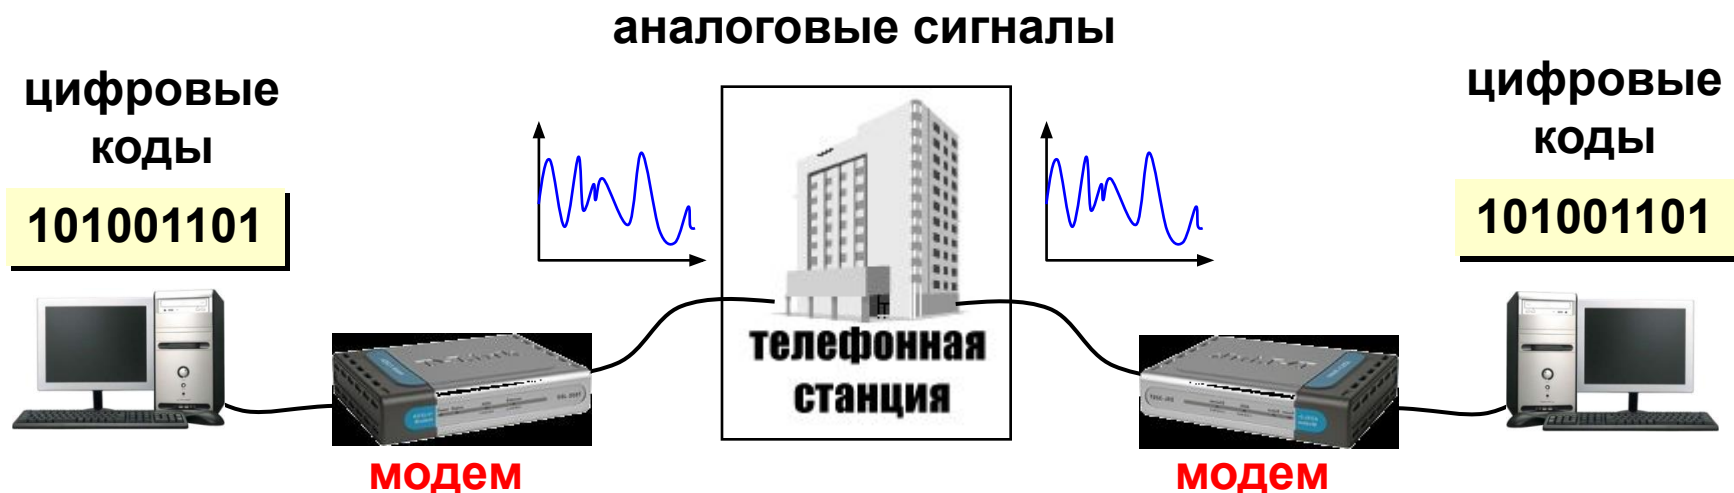 аналоговые сигналы
цифровые
коды
101001101
цифровые
коды
101001101
телефонная
станция
модем
модем